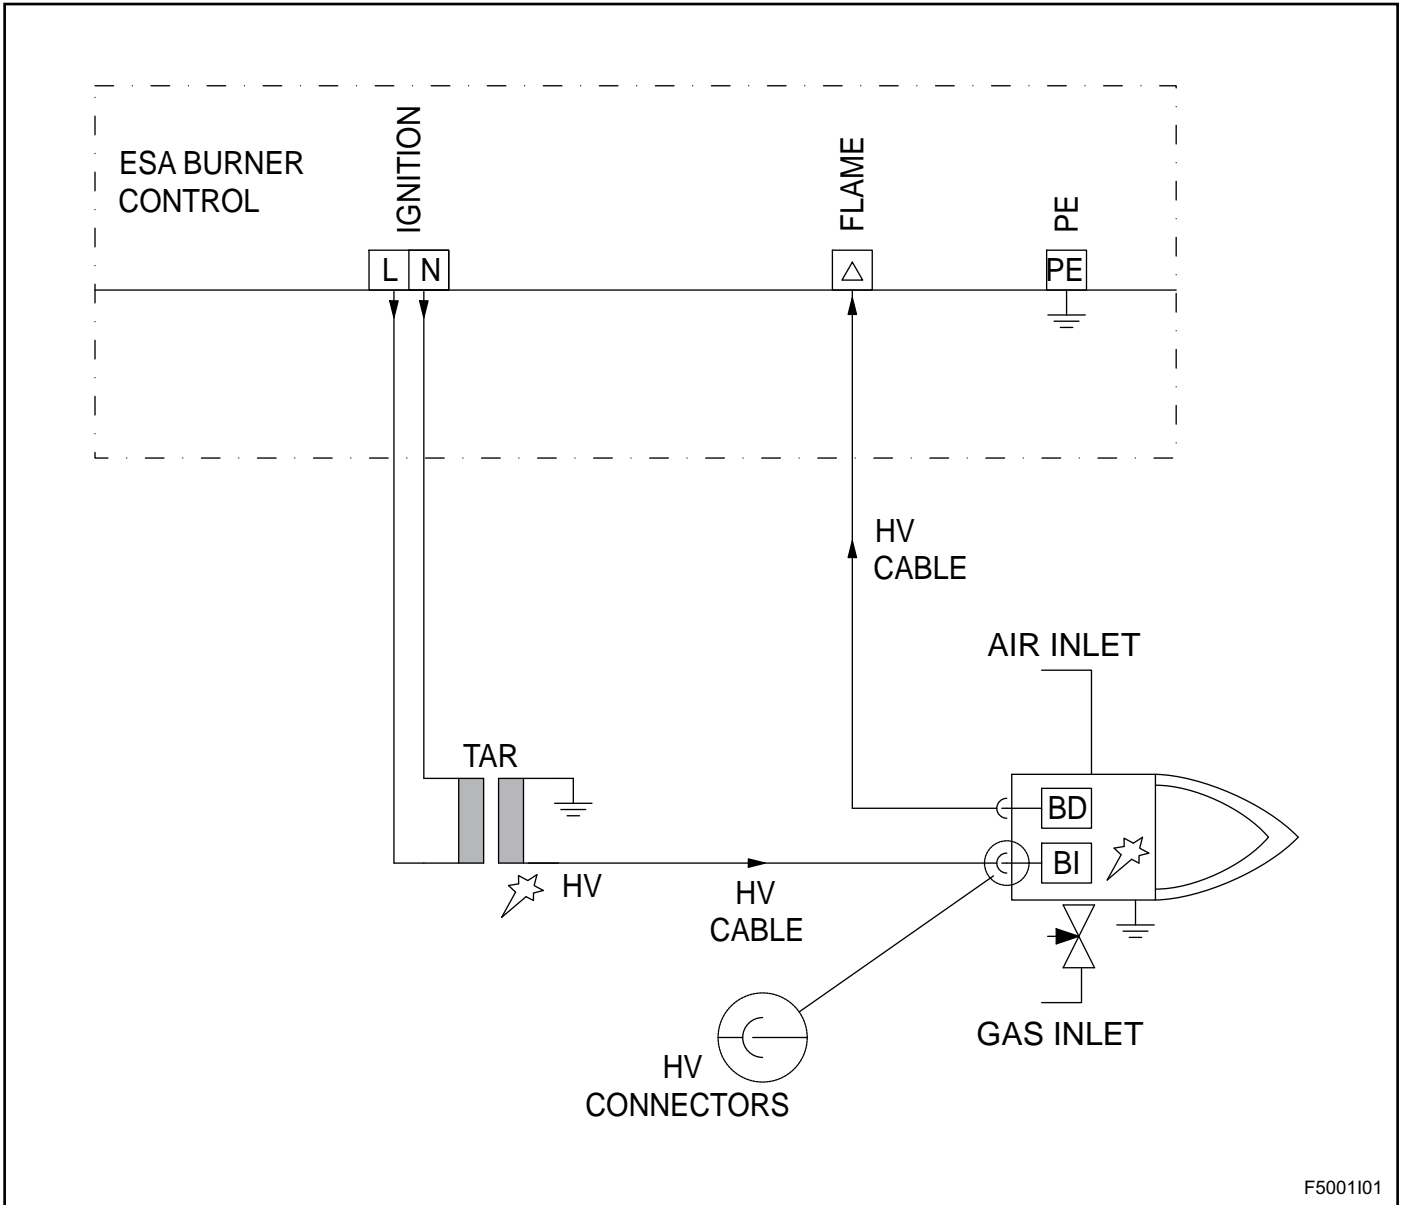 ESA BURNER
CONTROL
IGNITION
FLAME
PE
L N
PE
HV
CABLE
AIR INLET
TAR
BD
BI
HV
HV
CABLE
GAS INLET
HV
CONNECTORS
F5001I01